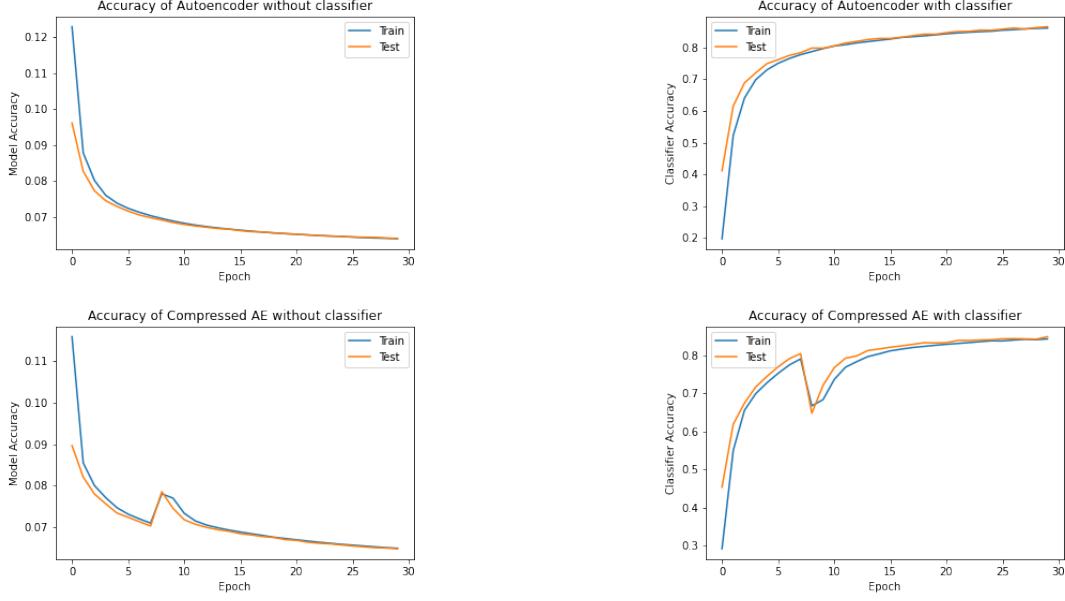 Accuracy of Autoencoder without classifier
Train
Test
0.12
0.11
0.10
0.09
0.08
0.07
Model Accuracy
0 5 10 15 20 25 30
Epoch
Accuracy of Autoencoder with classifier
Train
Test
0.8
0.7
0.6
0.5
0.4
0.3
0.2
Classifier Accuracy
0 5 10 15 20 25 30
Epoch
Accuracy of Compressed AE without classifier
Train
Test
0.11
0.10
0.09
0.08
0.07
Model Accuracy
0 5 10 15 20 25 30
Epoch
Accuracy of Compressed AE with classifier
Train
Test
0.8
0.7
0.6
0.5
0.4
0.3
Classifier Accuracy
0 5 10 15 20 25 30
Epoch